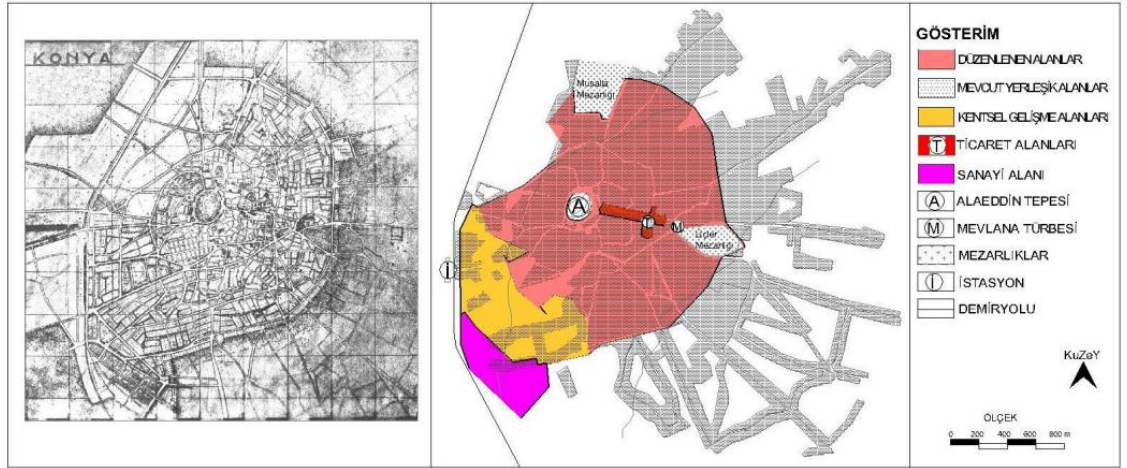 KONYA
Musalla
Mezarlığı
A
T
M
Üçler
Mezarlığı
İ
GÖSTERİM
DÜZENLENEN ALANLAR
MEVCUT YERLEŞİK ALANLAR
KENTSEL GELİŞME ALANLARI
T
TİCARET ALANLARI
SANAYİ ALANI
A
ALAEDDİN TEPESİ
M
MEVLANA TÜRBESİ
MEZARLIKLAR
İ
İSTASYON
DEMİRYOLU
KuZeY
ÖLÇEK
0 200 400 600 800 m